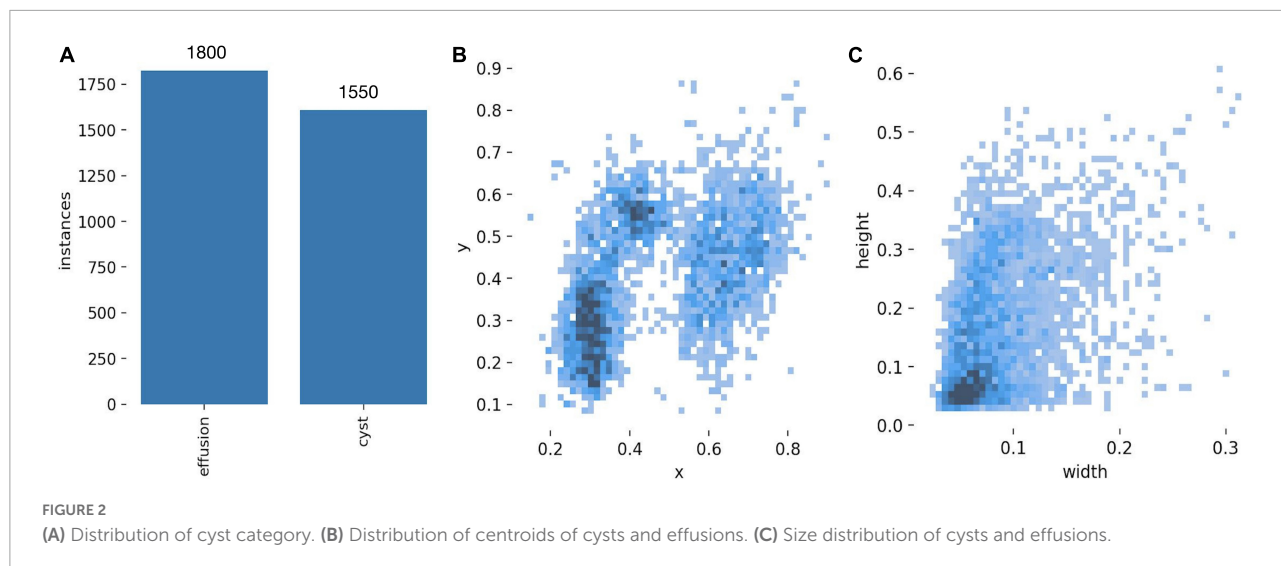 A
1800
1550
1750
1500
1250
1000
750
500
250
0
instances
effusion
cyst
B
0.9
0.8
0.7
0.6
0.5
0.4
0.3
0.2
0.1
y
0.2 0.4 0.6 0.8
x
C
0.6
0.5
0.4
0.3
0.2
0.1
0.0
height
0.1 0.2 0.3
width
FIGURE 2
(A) Distribution of cyst category. (B) Distribution of centroids of cysts and effusions. (C) Size distribution of cysts and effusions.